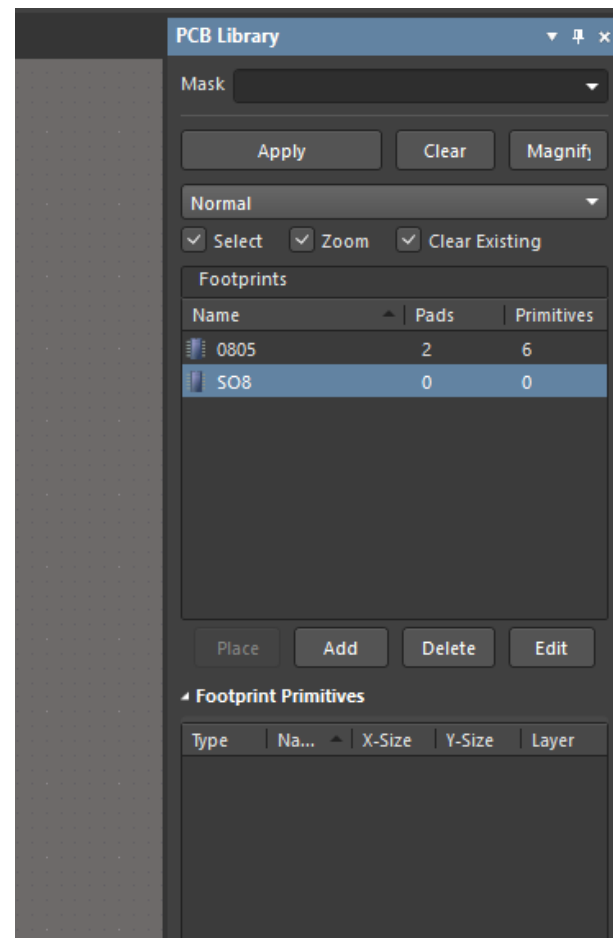 PCB Library
Mask
Apply Clear Magnify
Normal
Select Zoom Clear Existing
Footprints
Name Pads Primitives
0805 2 6
SO8 0 0
Place Add Delete Edit
Footprint Primitives
Type Na... X-Size Y-Size Layer